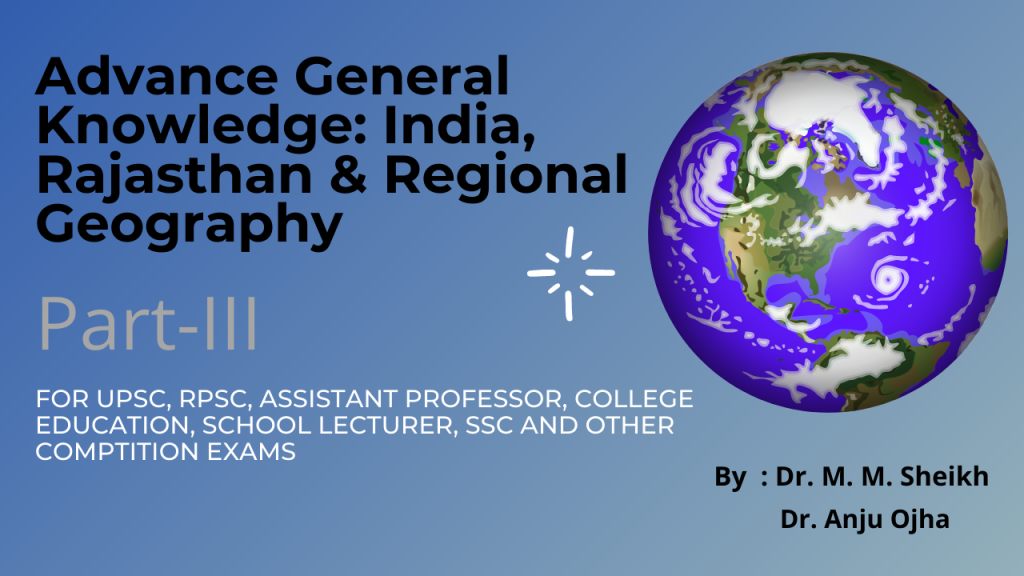 Advance General
Knowledge: India,
Rajasthan & Regional
Geography
Part-III
FOR UPSC, RPSC, ASSISTANT PROFESSOR, COLLEGE
EDUCATION, SCHOOL LECTURER, SSC AND OTHER
COMPTITION EXAMS
By : Dr. M. M. Sheikh
Dr. Anju Ojha